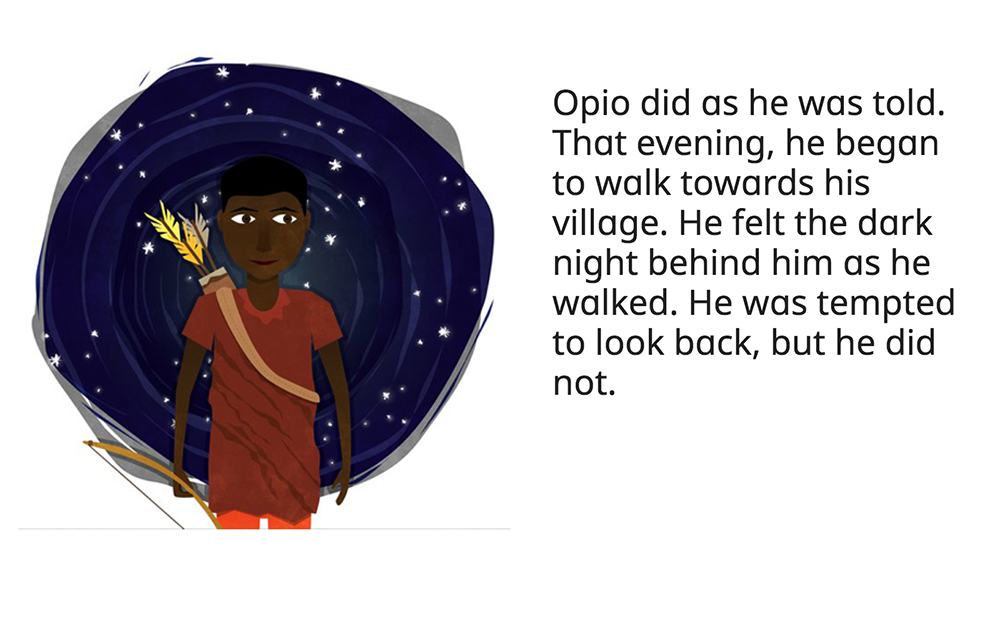 Opio did as he was told.
That evening, he began
to walk towards his
village. He felt the dark
night behind him as he
walked. He was tempted
to look back, but he did
not.